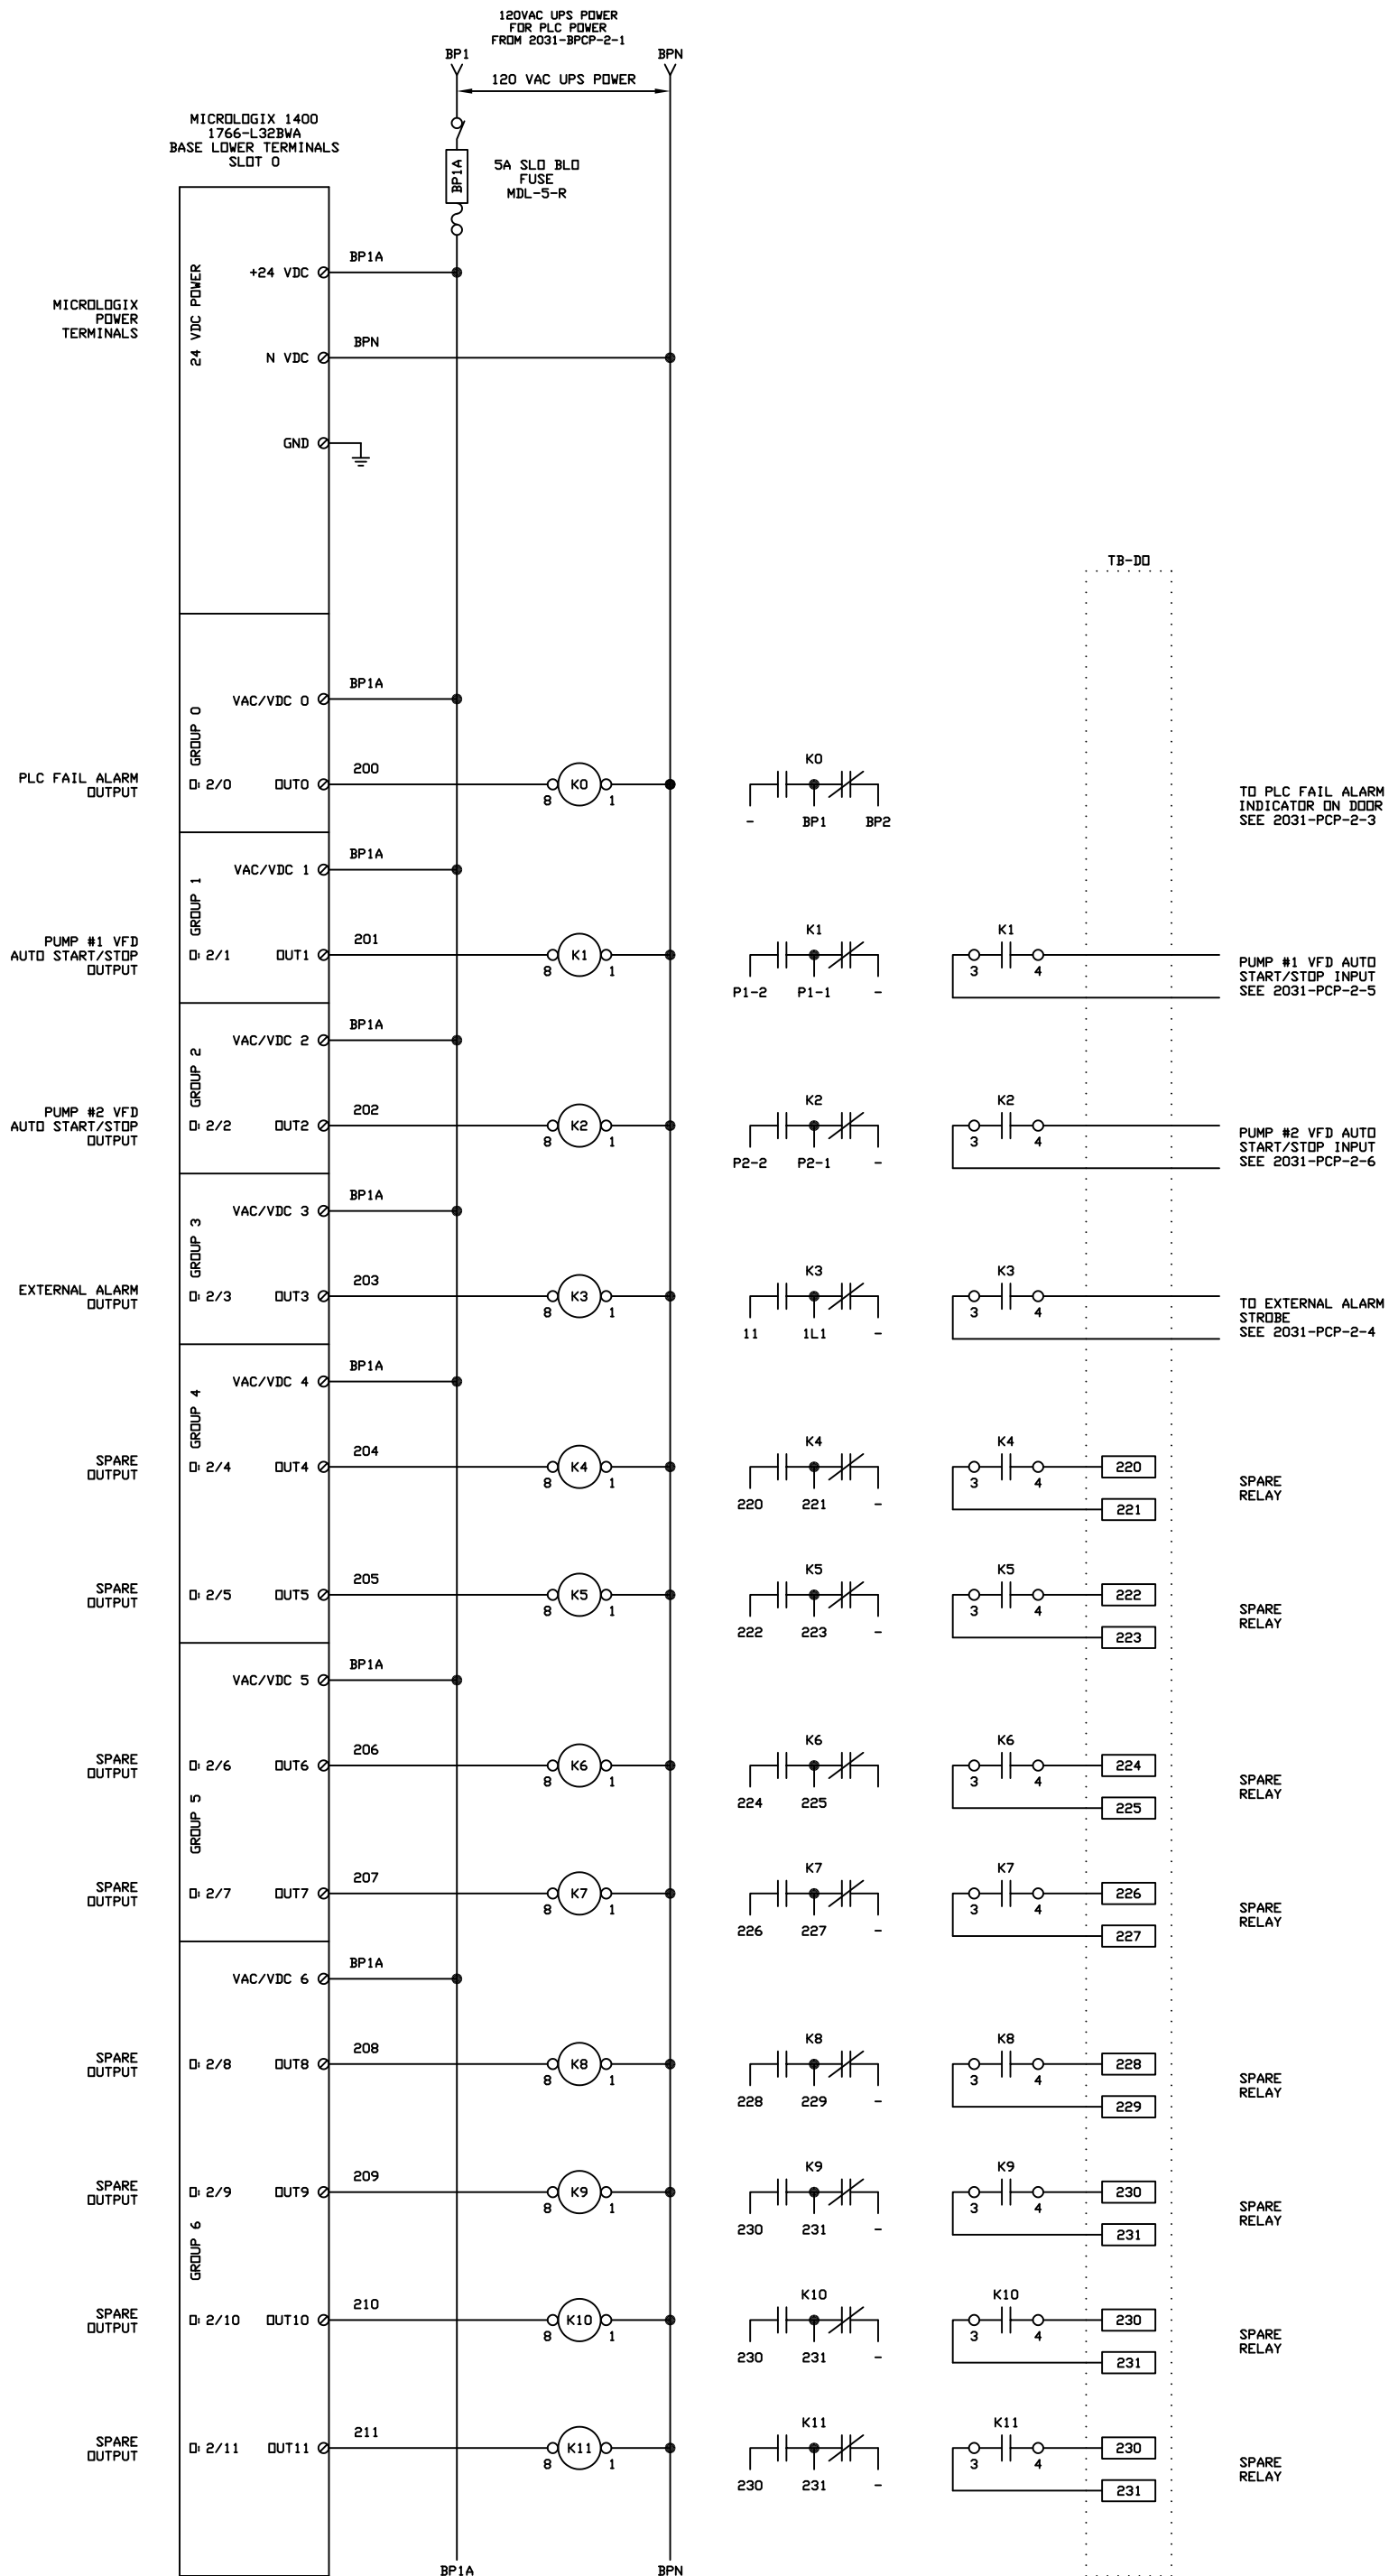 120VAC UPS POWER
FOR PLC POWER
FROM 2031-BPCP-2-1
BP1
BPN
120 VAC UPS POWER
MICROLOGIX 1400
1766-L32BWA
BASE LOWER TERMINALS
SLOT 0
BP1A
5A SLO BLO
FUSE
MDL-5-R
MICROLOGIX
POWER
TERMINALS
24 VDC POWER
+24 VDC
BP1A
N VDC
BPN
GND
TB-DO
GROUP 0
VAC/VDC 0
BP1A
PLC FAIL ALARM
OUTPUT
O: 2/0
OUT0
200
8
K0
1
K0
-
BP1
BP2
TO PLC FAIL ALARM
INDICATOR ON DOOR
SEE 2031-PCP-2-3
GROUP 1
VAC/VDC 1
BP1A
PUMP #1 VFD
AUTO START/STOP
OUTPUT
O: 2/1
OUT1
201
8
K1
1
K1
P1-2
P1-1
-
K1
3
4
PUMP #1 VFD AUTO
START/STOP INPUT
SEE 2031-PCP-2-5
GROUP 2
VAC/VDC 2
BP1A
PUMP #2 VFD
AUTO START/STOP
OUTPUT
O: 2/2
OUT2
202
8
K2
1
K2
P2-2
P2-1
-
K2
3
4
PUMP #2 VFD AUTO
START/STOP INPUT
SEE 2031-PCP-2-6
GROUP 3
VAC/VDC 3
BP1A
EXTERNAL ALARM
OUTPUT
O: 2/3
OUT3
203
8
K3
1
K3
11
1L1
-
K3
3
4
TO EXTERNAL ALARM
STROBE
SEE 2031-PCP-2-4
GROUP 4
VAC/VDC 4
BP1A
SPARE
OUTPUT
O: 2/4
OUT4
204
8
K4
1
K4
220
221
-
K4
3
4
220
221
SPARE
RELAY
SPARE
OUTPUT
O: 2/5
OUT5
205
8
K5
1
K5
222
223
-
K5
3
4
222
223
SPARE
RELAY
GROUP 5
VAC/VDC 5
BP1A
SPARE
OUTPUT
O: 2/6
OUT6
206
8
K6
1
K6
224
225
K6
3
4
224
225
SPARE
RELAY
SPARE
OUTPUT
O: 2/7
OUT7
207
8
K7
1
K7
226
227
-
K7
3
4
226
227
SPARE
RELAY
GROUP 6
VAC/VDC 6
BP1A
SPARE
OUTPUT
O: 2/8
OUT8
208
8
K8
1
K8
228
229
-
K8
3
4
228
229
SPARE
RELAY
SPARE
OUTPUT
O: 2/9
OUT9
209
8
K9
1
K9
230
231
-
K9
3
4
230
231
SPARE
RELAY
SPARE
OUTPUT
O: 2/10
OUT10
210
8
K10
1
K10
230
231
-
K10
3
4
230
231
SPARE
RELAY
SPARE
OUTPUT
O: 2/11
OUT11
211
8
K11
1
K11
230
231
-
K11
3
4
230
231
SPARE
RELAY
BP1A
BPN